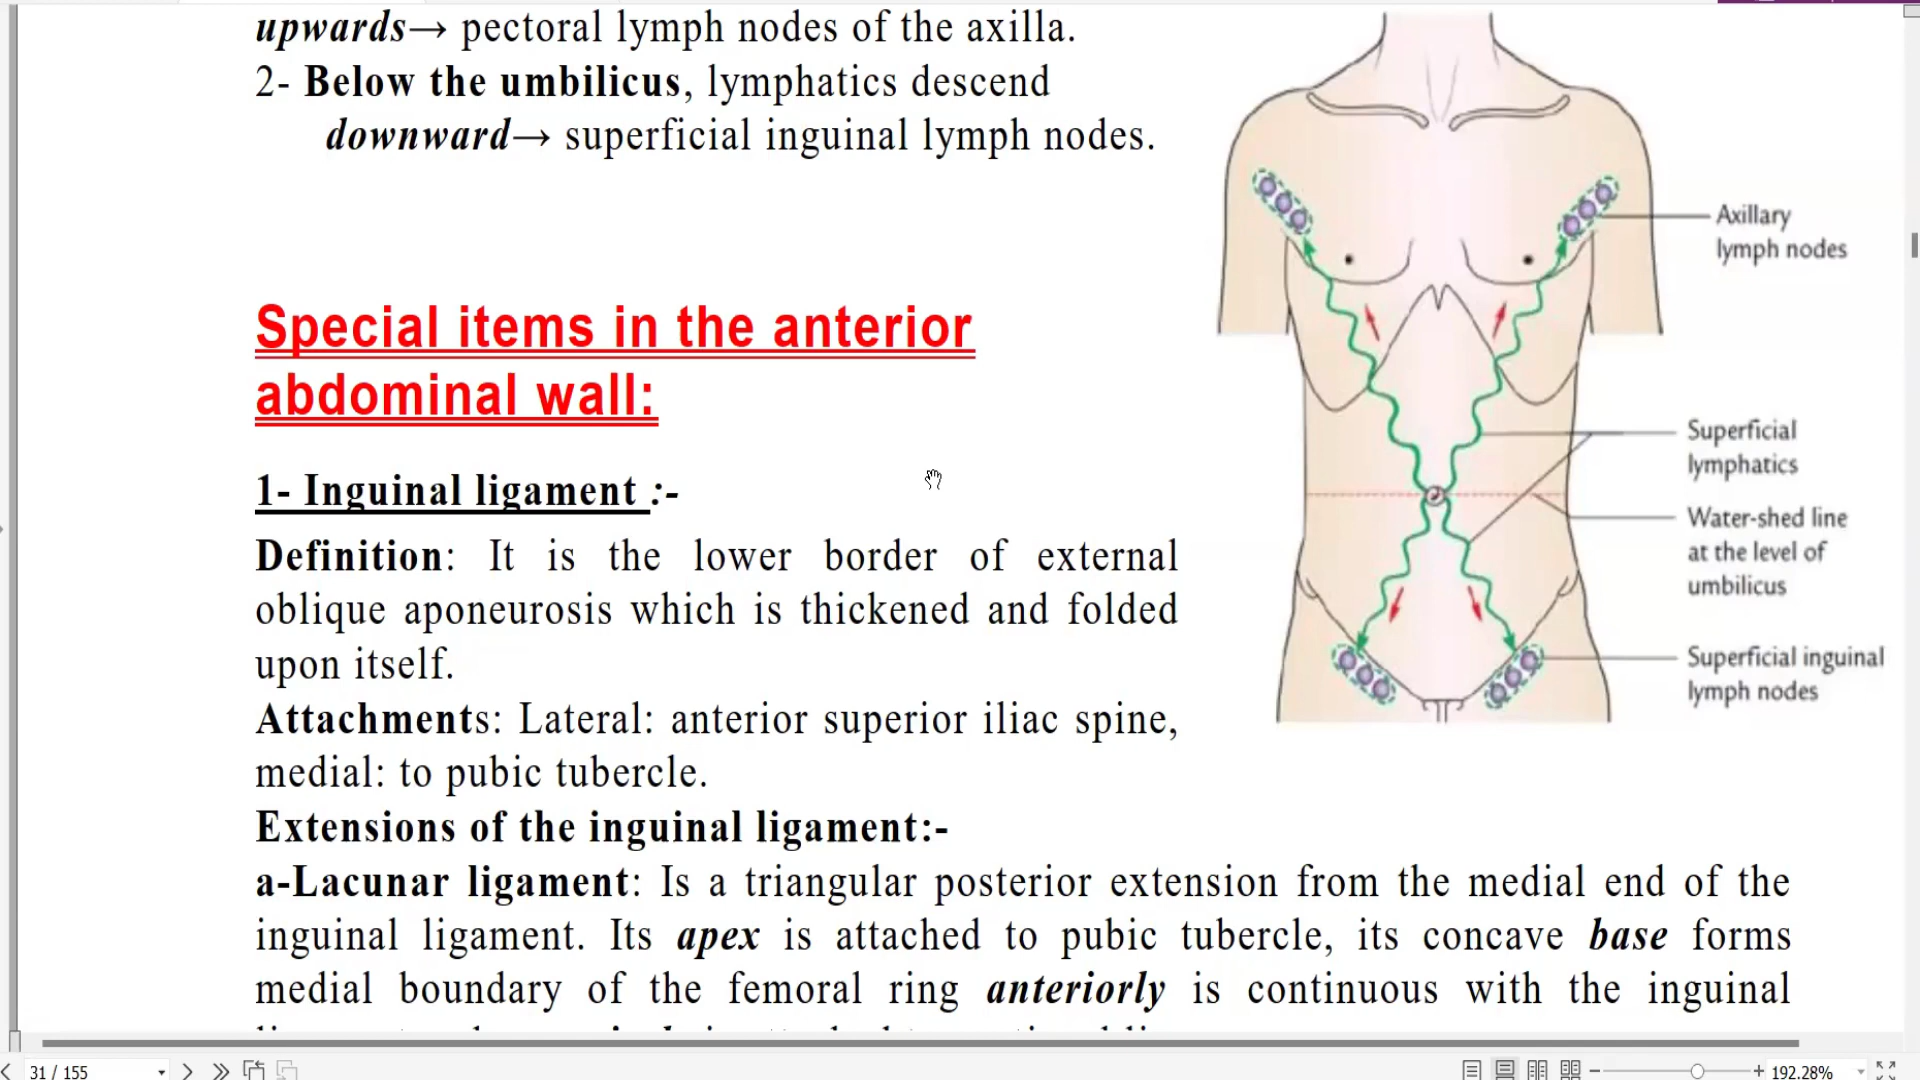 upwards→ pectoral lymph nodes of the axilla.
2- Below the umbilicus, lymphatics descend
downward→ superficial inguinal lymph nodes.
Special items in the anterior
abdominal wall:
1- Inguinal ligament :-
Definition: It is the lower border of external
oblique aponeurosis which is thickened and folded
upon itself.
Attachments: Lateral: anterior superior iliac spine,
medial: to pubic tubercle.
Extensions of the inguinal ligament:-
a-Lacunar ligament: Is a triangular posterior extension from the medial end of the
inguinal ligament. Its apex is attached to pubic tubercle, its concave base forms
medial boundary of the femoral ring anteriorly is continuous with the inguinal
Axillary
lymph nodes
Superficial
lymphatics
Water-shed line
at the level of
umbilicus
Superficial inguinal
lymph nodes
31 / 155
192.28%